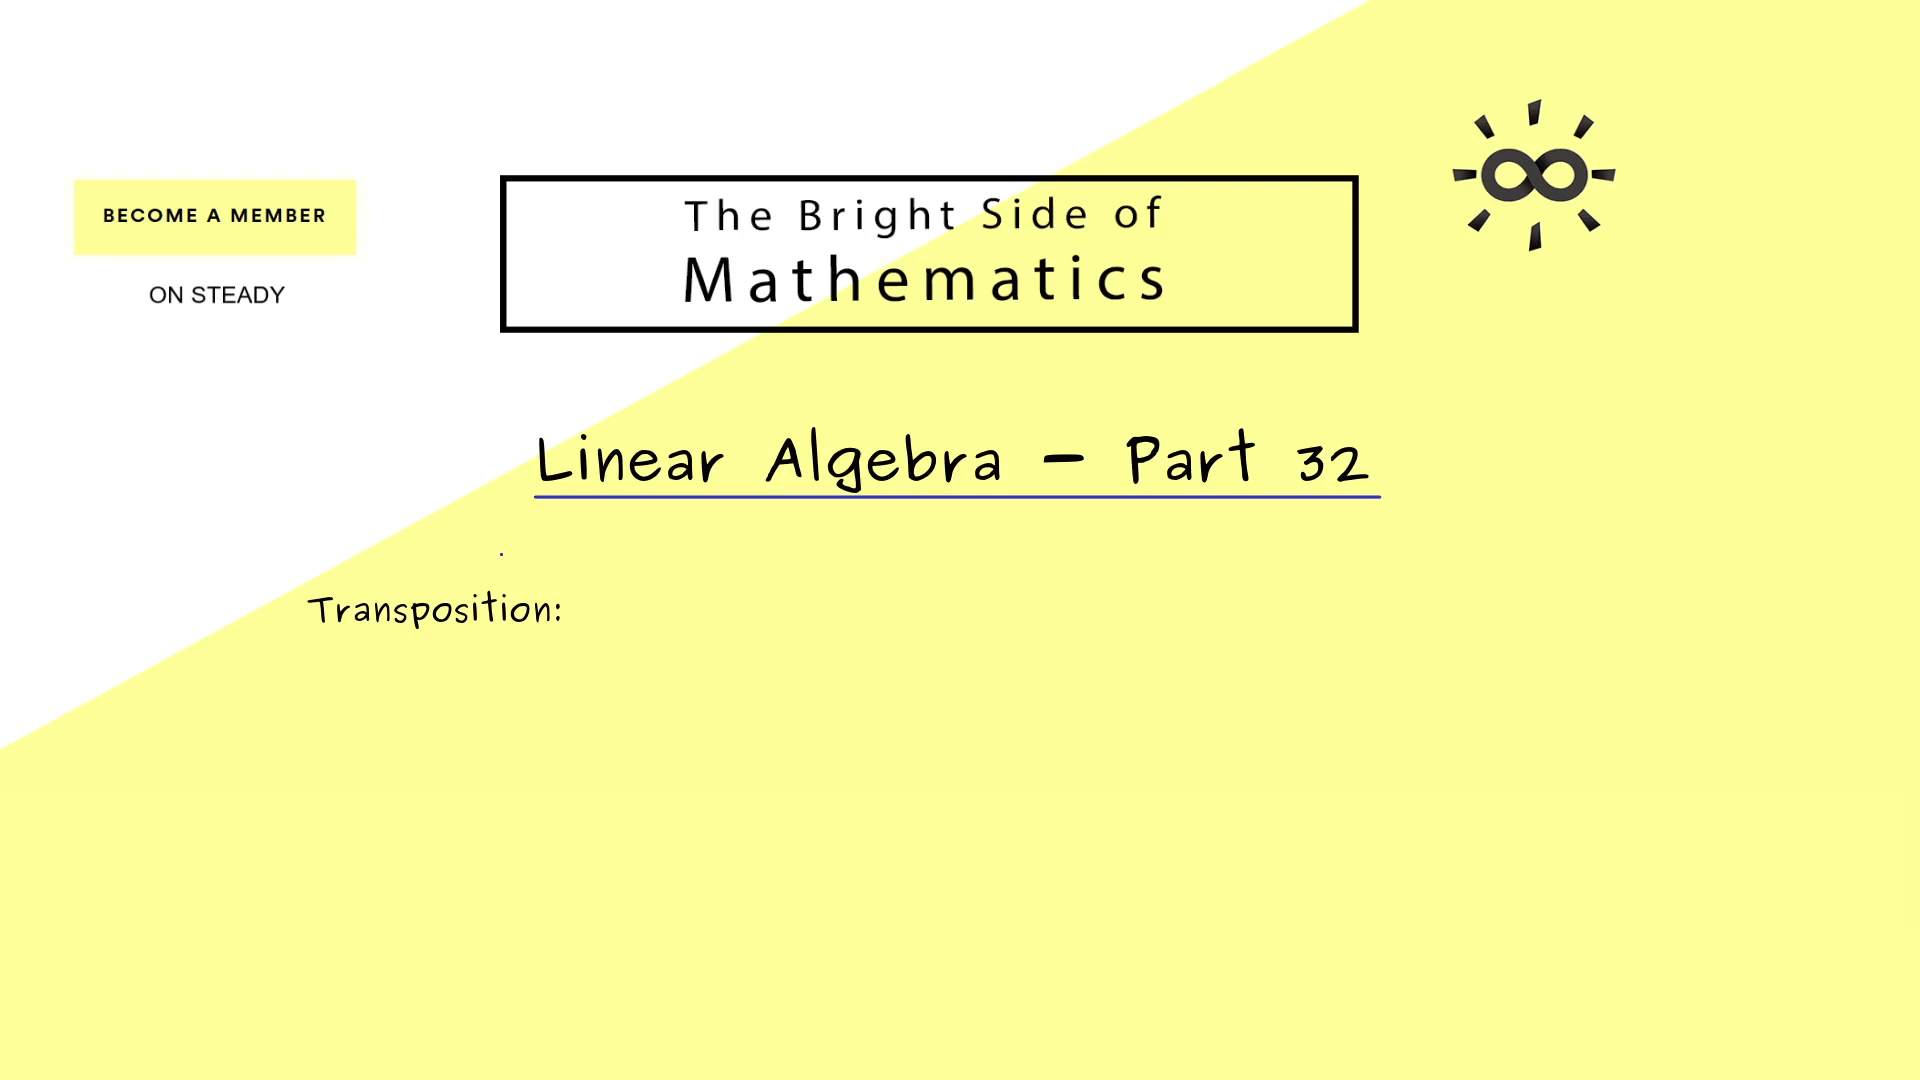 BECOME A MEMBER
ON STEADY
The Bright Side of
Mathematics
Linear Algebra – Part 32
Transposition: